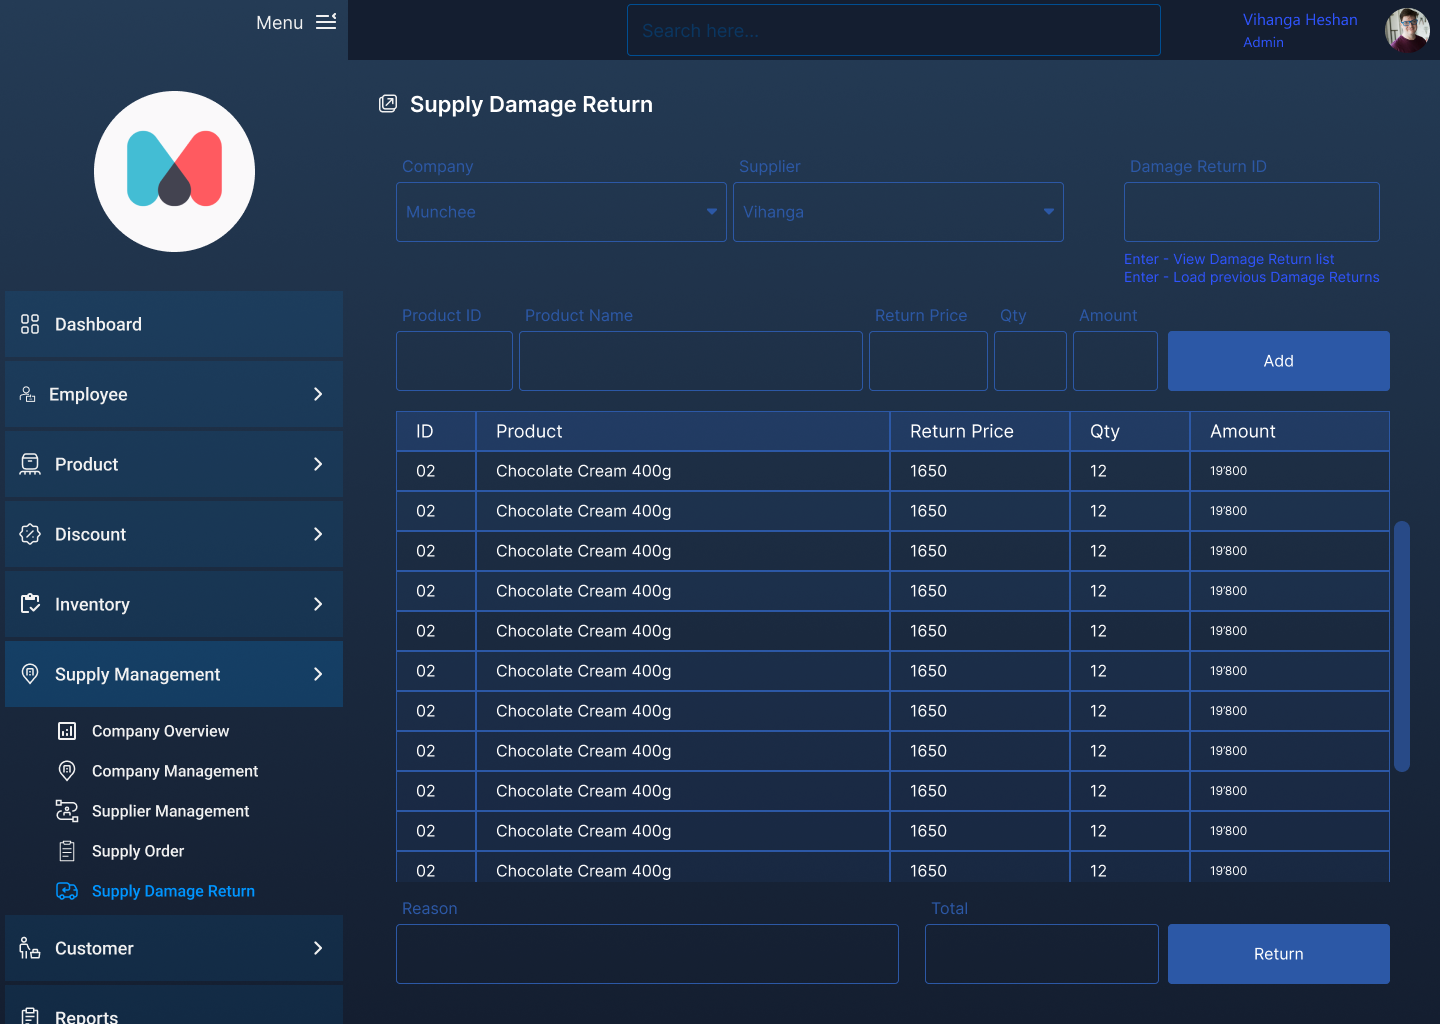 Menu
Search here...
Vihanga Heshan
Admin
Supply Damage Return
Company
Supplier
Damage Return ID
Munchee
Vihanga
Enter - View Damage Return list
Enter - Load previous Damage Returns
Dashboard
Employee
Product
Discount
Inventory
Supply Management
Company Overview
Company Management
Supplier Management
Supply Order
Supply Damage Return
Customer
Reports
Product ID
Product Name
Return Price
Qty
Amount
Add
ID Product Return Price Qty Amount
02 Chocolate Cream 400g 1650 12 19'800
02 Chocolate Cream 400g 1650 12 19'800
02 Chocolate Cream 400g 1650 12 19'800
02 Chocolate Cream 400g 1650 12 19'800
02 Chocolate Cream 400g 1650 12 19'800
02 Chocolate Cream 400g 1650 12 19'800
02 Chocolate Cream 400g 1650 12 19'800
02 Chocolate Cream 400g 1650 12 19'800
02 Chocolate Cream 400g 1650 12 19'800
02 Chocolate Cream 400g 1650 12 19'800
02 Chocolate Cream 400g 1650 12 19'800
Reason
Total
Return